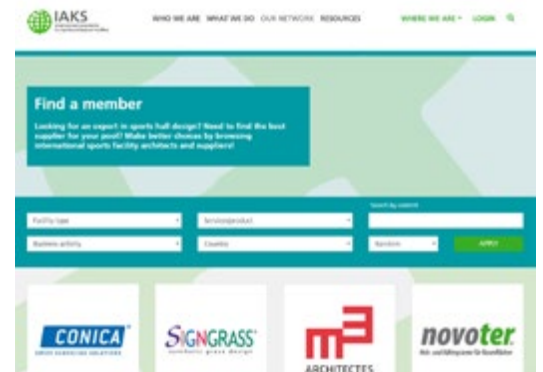 IAKS
WHO WE ARE WHAT WE DO OUR NETWORK RESOURCES WHERE WE ARE LOGIN
Find a member
Looking for an expert in sports hall design? Need to find the best
supplier for your pool? Make better choices by browsing
international sports facility architects and suppliers!
Search by content
Facility type Service/product
Business activity Country Random APPLY
CONICA SIGNGRASS m3 novoter
synthetic grass design
ARCHITECTES